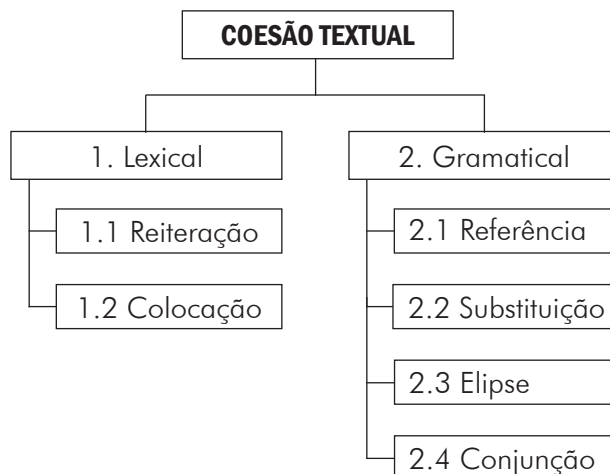 COESÃO TEXTUAL
1. Lexical
1.1 Reiteração
1.2 Colocação
2. Gramatical
2.1 Referência
2.2 Substituição
2.3 Elipse
2.4 Conjunção